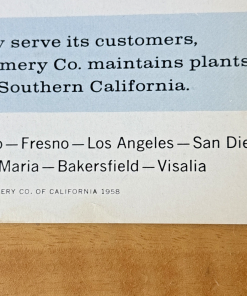 y serve its customers,
mery Co. maintains plants
Southern California.
o—Fresno—Los Angeles—San Die
Maria—Bakersfield—Visalia
ERY CO. OF CALIFORNIA 1958